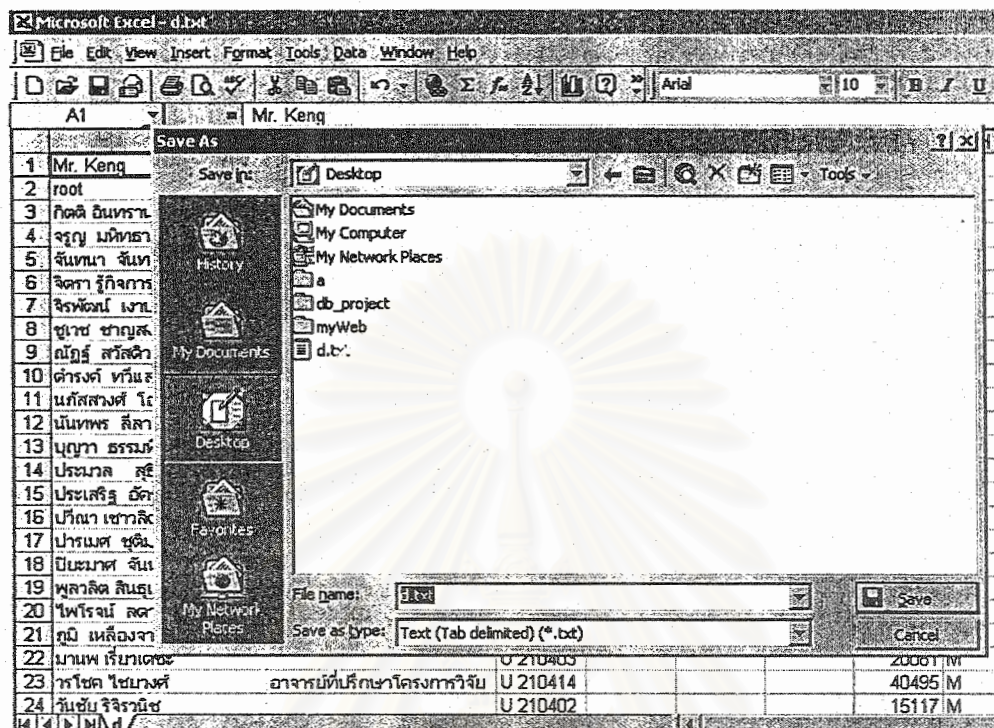 Microsoft Excel - d.txt
File Edit View Insert Format Tools Data Window Help
Arial 10 B I U
A1 = Mr. Keng
Save As
Save in: Desktop Tools
1 Mr. Keng
2 root
3 กิตติ อินทราน
4 จรูญ มหิทธา
5 จันทนา จันท
6 จิตรา รู้กิจการ
7 จิรพัฒน์ เงาป
8 ชูเวช ชาญส
9 ณัฏฐ์ สวัสดิว
10 ดำรงค์ ทวีแส
11 นภัสสวงศ์
12 นันทพร ลีลา
13 บุญวา ธรรมพ
14 ประมวล
15 ประเสริฐ อัค
16 ปวีณา เชาวลิต
17 ปารเมศ ชุติม
18 ปิยะมาศ จันเ
19 พูลวลิต สินธุเ
20 ไพโรจน์ ลด
21 ภูมิ เหลืองจา
History
My Documents
Desktop
Favorites
My Network Places
My Documents
My Computer
My Network Places
a
db_project
myWeb
d.txt
File name: d.txt Save
Save as type: Text (Tab delimited) (*.txt) Cancel
22 มานพ เรียวเดชะ U 210403 20081 M
23 วรโชค ไชยวงศ์ อาจารย์ที่ปรึกษาโครงการวิจัย U 210414 40495 M
24 วันชัย ริจิรวนิช U 210402 15117 M
d